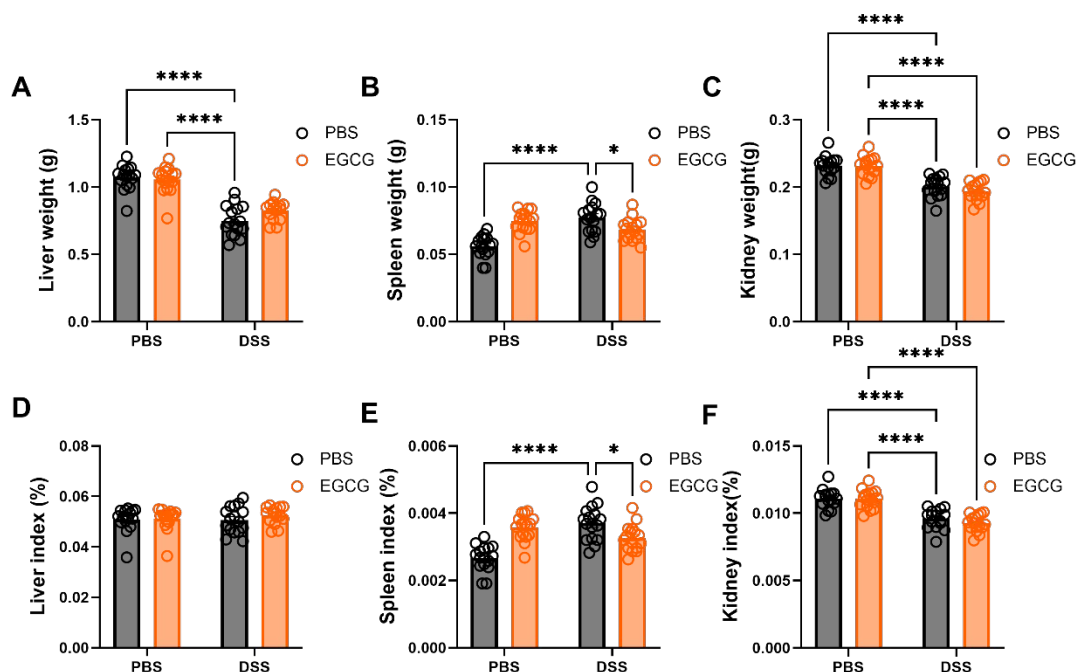 A
Liver weight (g)
1.5
1.0
0.5
0.0
****
****
PBS
EGCG
PBS
DSS
B
Spleen weight (g)
0.15
0.10
0.05
0.00
****
*
PBS
EGCG
PBS
DSS
C
Kidney weight(g)
0.3
0.2
0.1
0.0
****
****
****
PBS
EGCG
PBS
DSS
D
Liver index (%)
0.08
0.06
0.04
0.02
0.00
PBS
EGCG
PBS
DSS
E
Spleen index (%)
0.006
0.004
0.002
0.000
****
*
PBS
EGCG
PBS
DSS
F
Kidney index(%)
0.015
0.010
0.005
0.000
****
****
****
PBS
EGCG
PBS
DSS